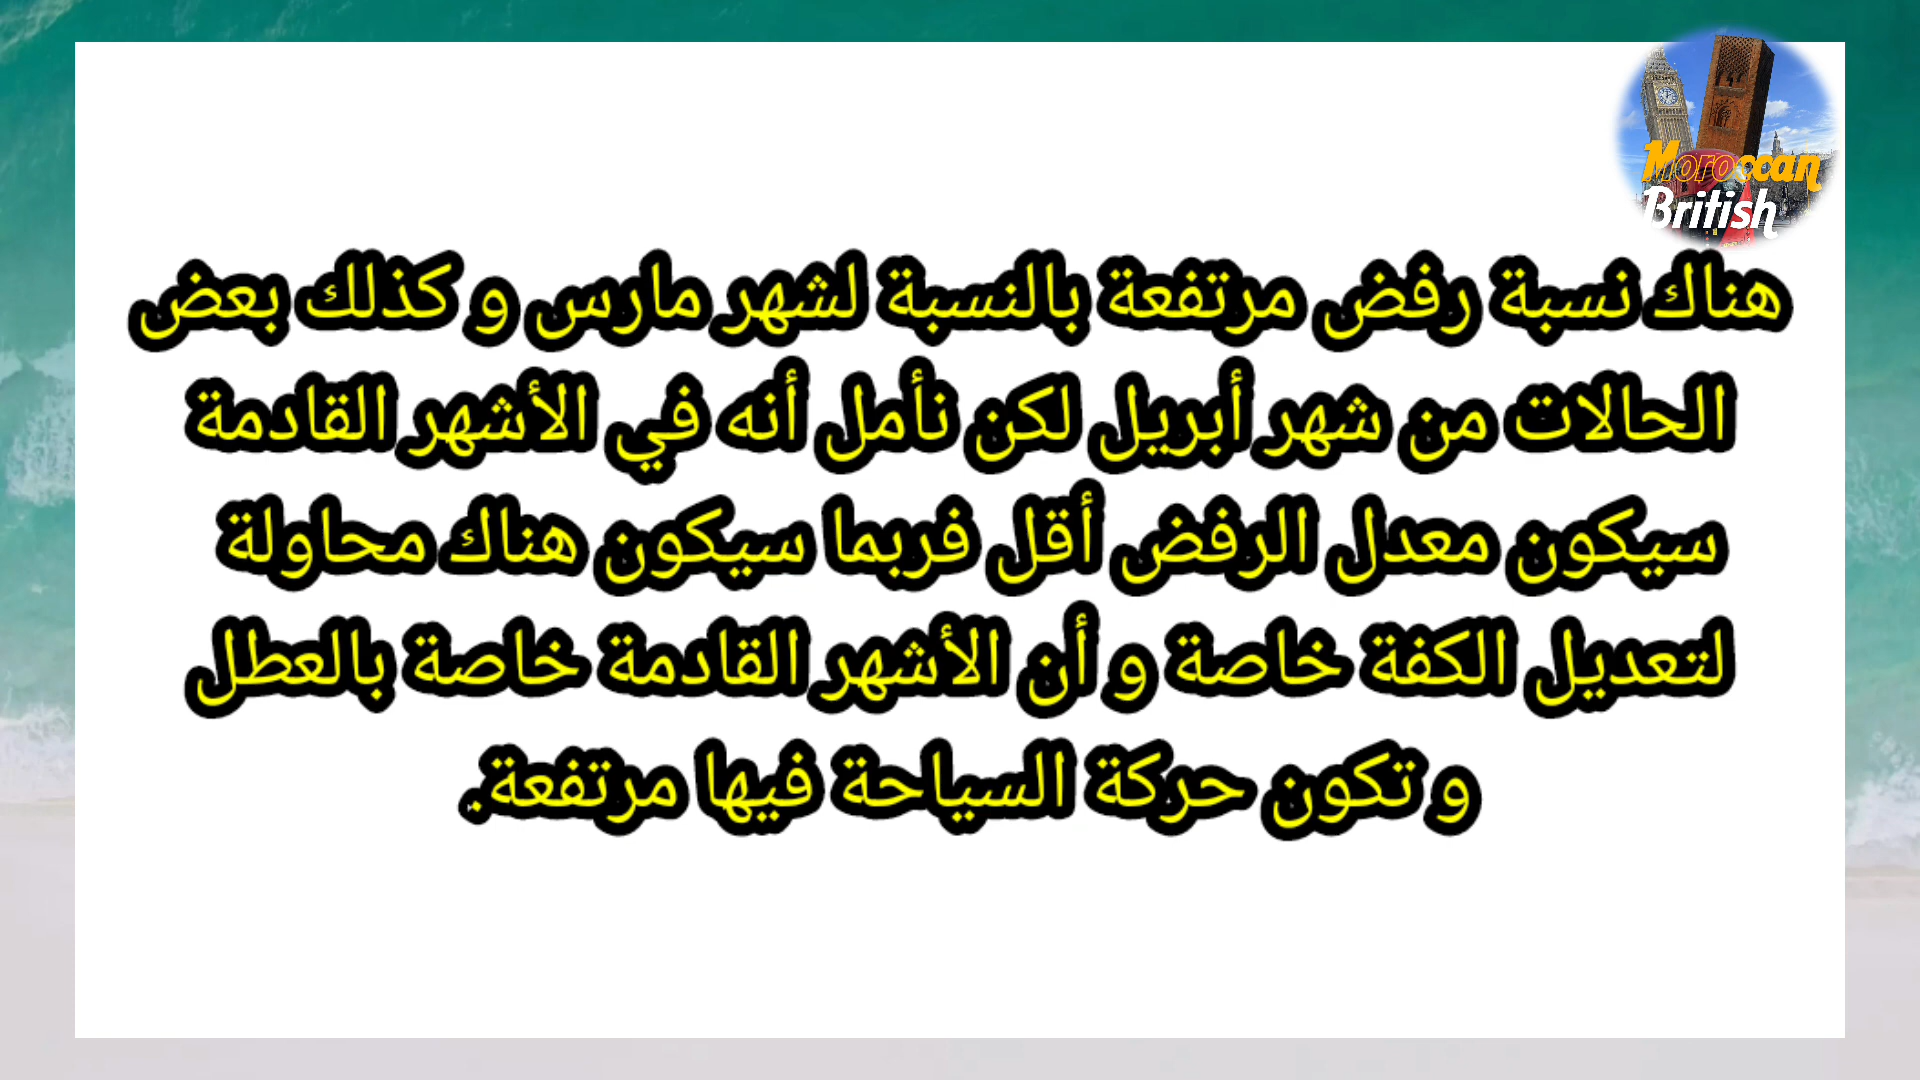 Moroccan
British
هناك نسبة رفض مرتفعة بالنسبة لشهر مارس و كذلك بعض
الحالات من شهر أبريل لكن نأمل أنه في الأشهر القادمة
سيكون معدل الرفض أقل فربما سيكون هناك محاولة
لتعديل الكفة خاصة و أن الأشهر القادمة خاصة بالعطل
و تكون حركة السياحة فيها مرتفعة.